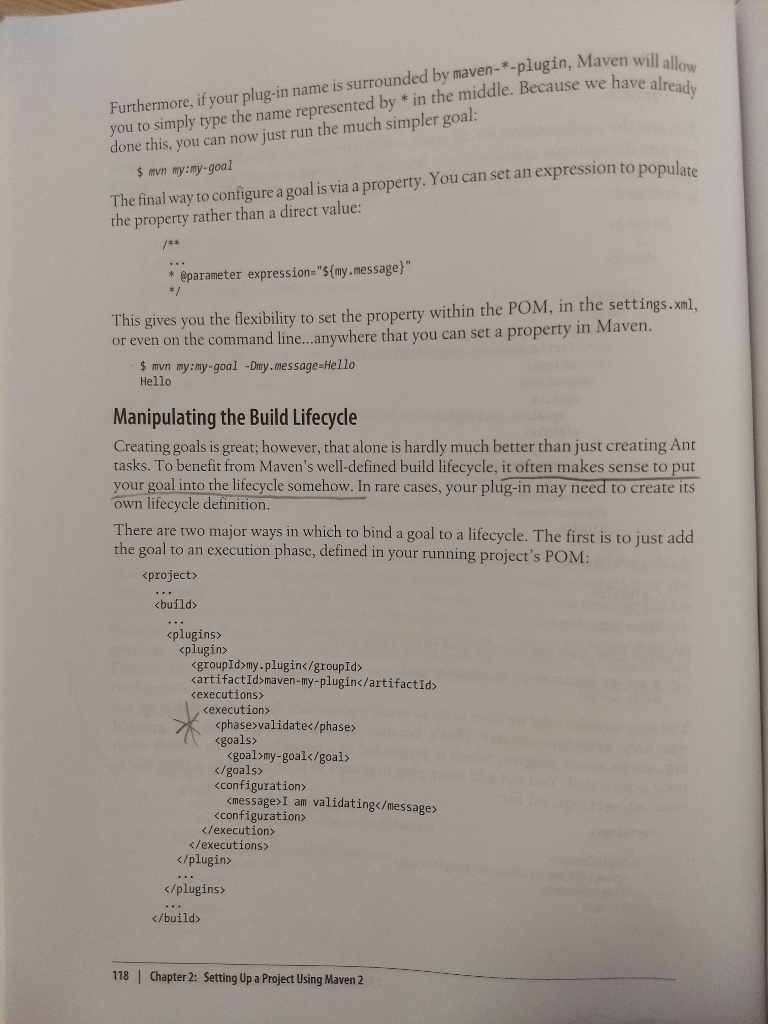 Furthermore, if your plug-in name is surrounded by maven-*-plugin, Maven will allow
you to simply type the name represented by * in the middle. Because we have already
done this, you can now just run the much simpler goal:
$ mvn my:my-goal
The final way to configure a goal is via a property. You can set an expression to populate
the property rather than a direct value:
/**
...
* @parameter expression="${my.message}"
*/
This gives you the flexibility to set the property within the POM, in the settings.xml,
or even on the command line...anywhere that you can set a property in Maven.
$ mvn my:my-goal -Dmy.message=Hello
Hello
Manipulating the Build Lifecycle
Creating goals is great; however, that alone is hardly much better than just creating Ant
tasks. To benefit from Maven's well-defined build lifecycle, it often makes sense to put
your goal into the lifecycle somehow. In rare cases, your plug-in may need to create its
own lifecycle definition.
There are two major ways in which to bind a goal to a lifecycle. The first is to just add
the goal to an execution phase, defined in your running project's POM:
<project>
...
<build>
...
<plugins>
<plugin>
<groupId>my.plugin</groupId>
<artifactId>maven-my-plugin</artifactId>
<executions>
<execution>
<phase>validate</phase>
<goals>
<goal>my-goal</goal>
</goals>
<configuration>
<message>I am validating</message>
<configuration>
</execution>
</executions>
</plugin>
...
</plugins>
...
</build>
118 | Chapter 2: Setting Up a Project Using Maven 2